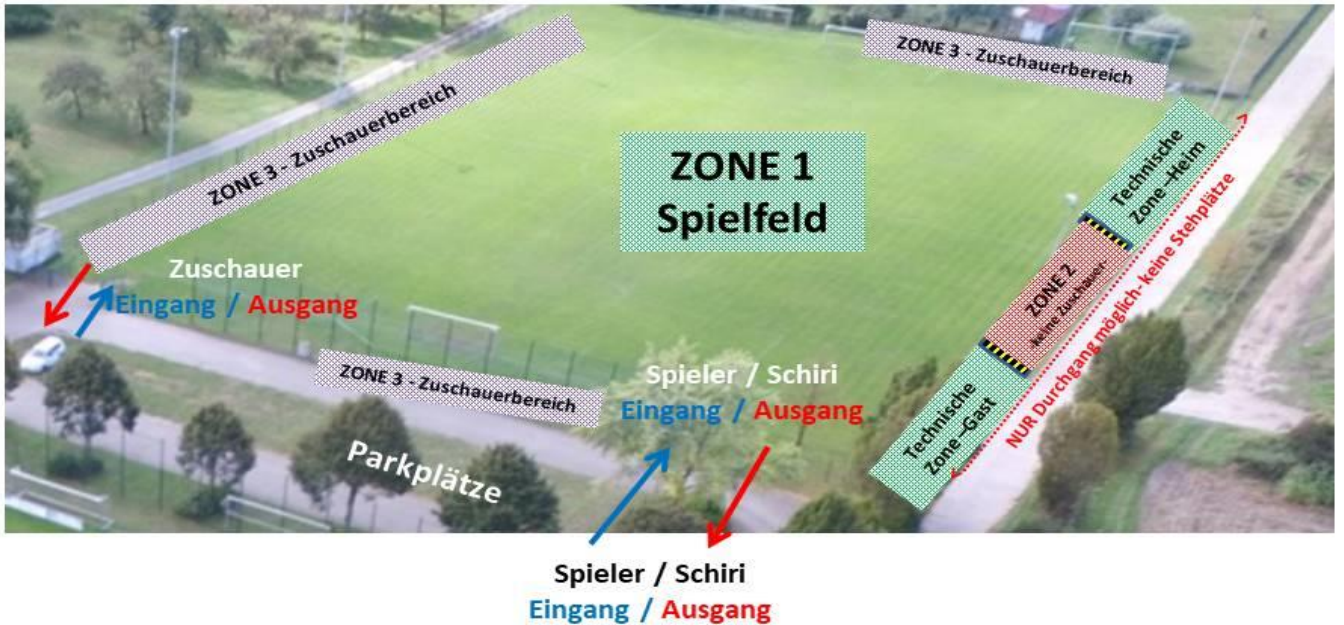 ZONE 3 - Zuschauerbereich
ZONE 3 - Zuschauerbereich
ZONE 1
Spielfeld
Technische
Zone –Heim
ZONE 2
-keine Zuschauer-
Technische
Zone –Gast
NUR Durchgang möglich- keine Stehplätze
Zuschauer
Eingang / Ausgang
ZONE 3 - Zuschauerbereich
Spieler / Schiri
Eingang / Ausgang
Parkplätze
Spieler / Schiri
Eingang / Ausgang